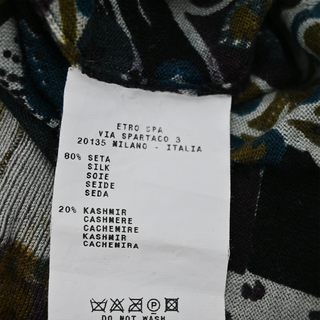 ETRO SPA
VIA SPARTACO 3
20135 MILANO - ITALIA
80% SETA
SILK
SOIE
SEIDE
SEDA
20% KASHMIR
CASHMERE
CACHEMIRE
KASHMIR
CACHEMIRA
P
DO NOT WASH